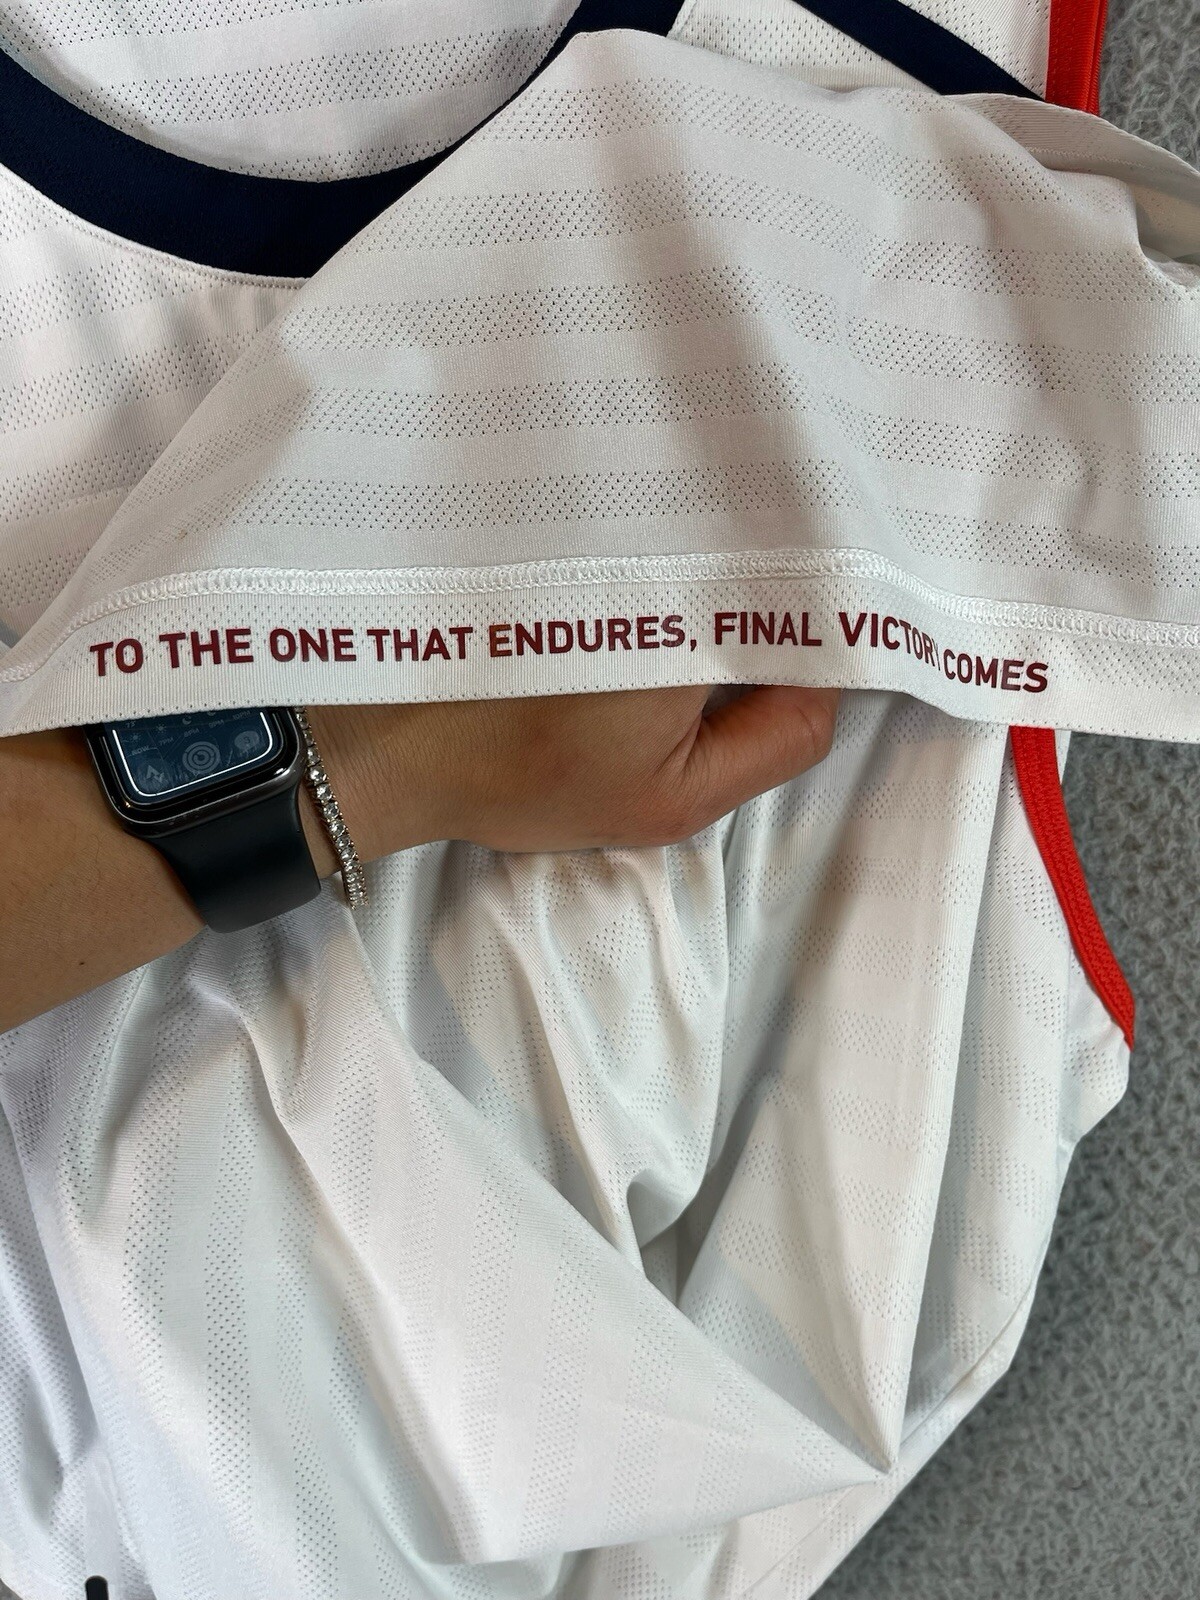 TO THE ONE THAT ENDURES, FINAL VICTORY COMES